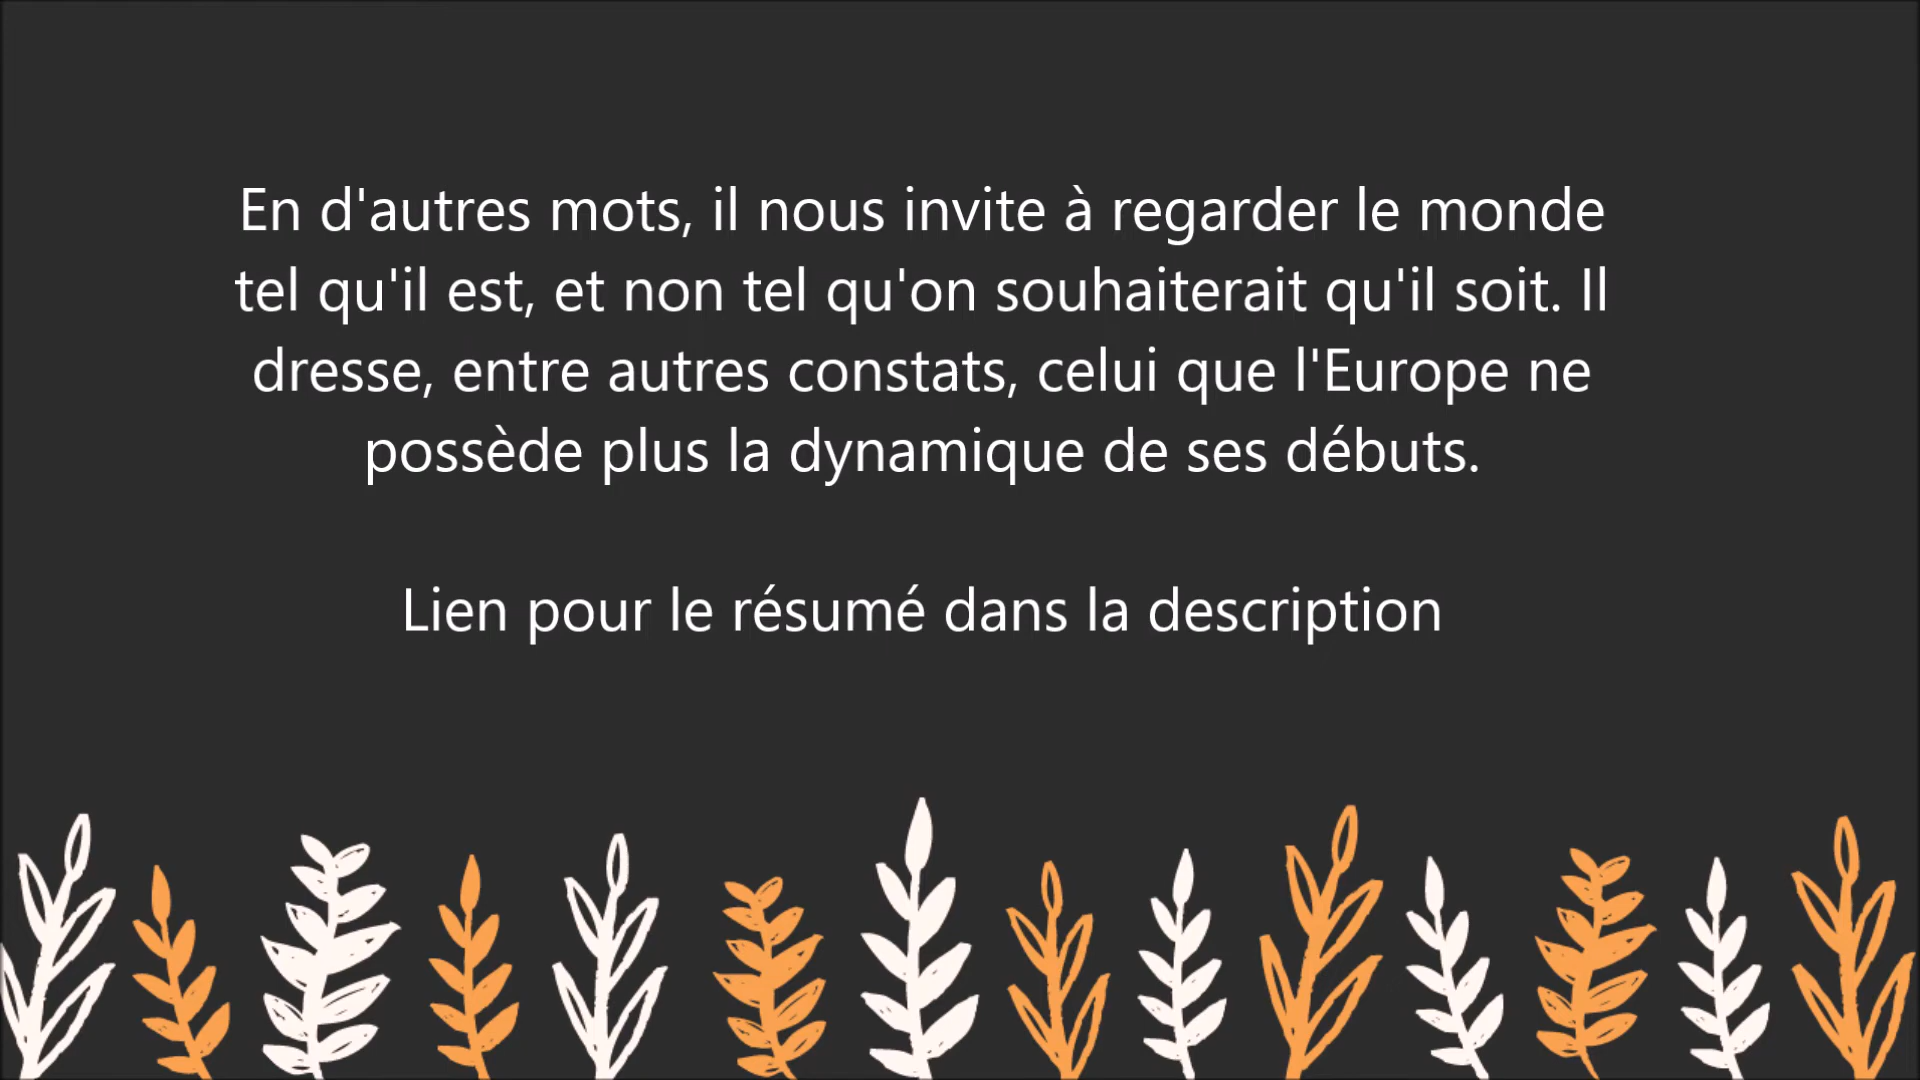 En d'autres mots, il nous invite à regarder le monde
tel qu'il est, et non tel qu'on souhaiterait qu'il soit. Il
dresse, entre autres constats, celui que l'Europe ne
possède plus la dynamique de ses débuts.
Lien pour le résumé dans la description